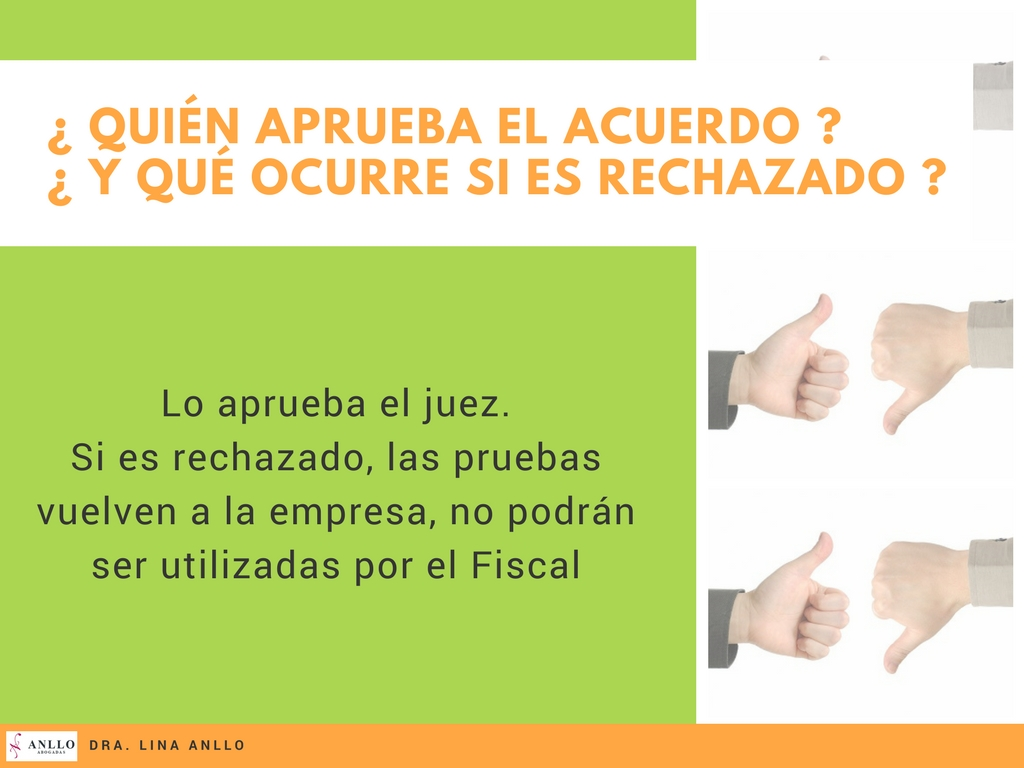 ¿ QUIÉN APRUEBA EL ACUERDO ?
¿ Y QUÉ OCURRE SI ES RECHAZADO ?
Lo aprueba el juez.
Si es rechazado, las pruebas
vuelven a la empresa, no podrán
ser utilizadas por el Fiscal
ANLLO
ABOGADAS
DRA. LINA ANLLO